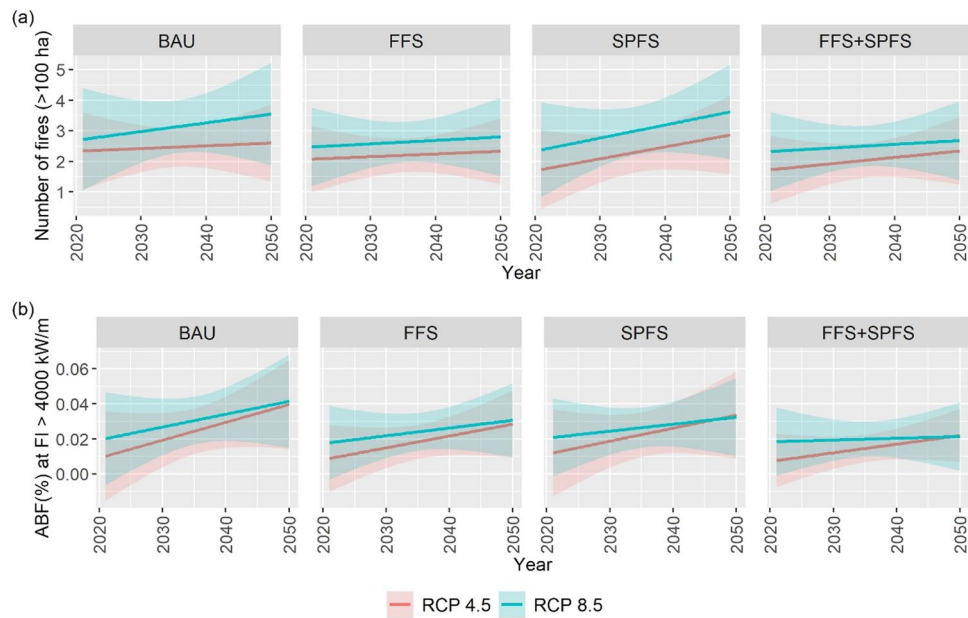 (a)
BAU FFS SPFS FFS+SPFS
Number of fires (>100 ha)
5
4
3
2
1
2020 2030 2040 2050 2020 2030 2040 2050 2020 2030 2040 2050 2020 2030 2040 2050
Year
(b)
BAU FFS SPFS FFS+SPFS
ABF(%) at FI > 4000 kW/m
0.06
0.04
0.02
0.00
2020 2030 2040 2050 2020 2030 2040 2050 2020 2030 2040 2050 2020 2030 2040 2050
Year
RCP 4.5 RCP 8.5